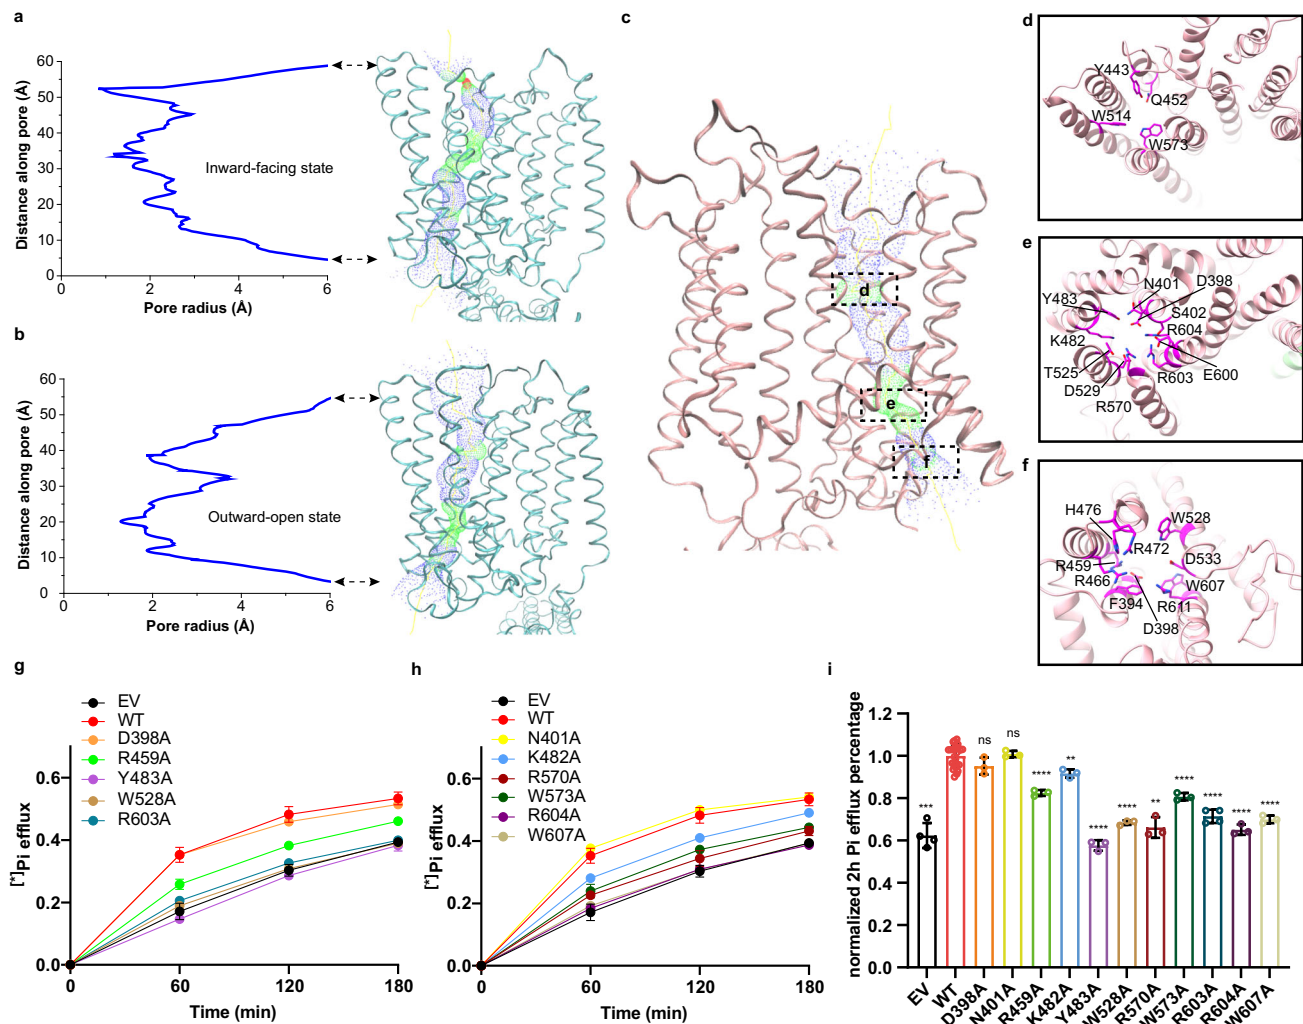 a
60
50
40
30
20
10
0
Distance along pore (Å)
Inward-facing state
0
2
4
6
Pore radius (Å)
b
60
50
40
30
20
10
0
Distance along pore (Å)
Outward-open state
0
2
4
6
Pore radius (Å)
c
d
e
f
d
Y443
Q452
W514
W573
e
N401
D398
Y483
S402
R604
K482
T525
E600
R603
D529
R570
f
H476
W528
R472
D533
R459
R466
W607
F394
R611
D398
g
EV
WT
D398A
R459A
Y483A
W528A
R603A
[*]Pi efflux
0.6
0.4
0.2
0.0
0
60
120
180
Time (min)
h
EV
WT
N401A
K482A
R570A
W573A
R604A
W607A
[*]Pi efflux
0.6
0.4
0.2
0.0
0
60
120
180
Time (min)
i
normalized 2h Pi efflux percentage
1.2
1.0
0.8
0.6
0.4
0.2
0.0
***
ns
ns
****
**
****
****
**
****
****
****
****
EV
WT
D398A
N401A
R459A
K482A
Y483A
W528A
R570A
W573A
R603A
R604A
W607A